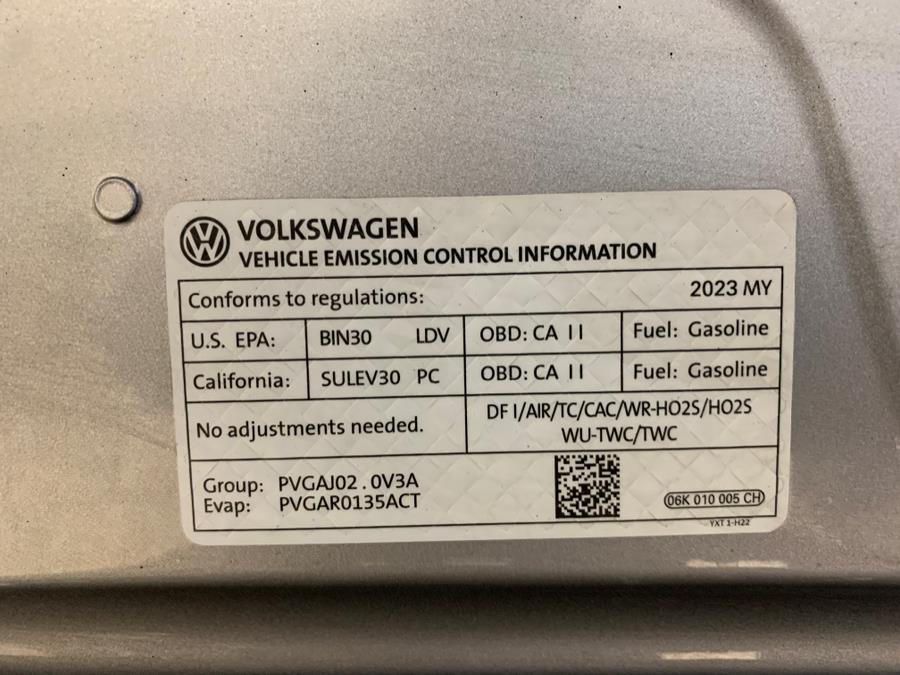 VOLKSWAGEN
VEHICLE EMISSION CONTROL INFORMATION
Conforms to regulations: 2023 MY
U.S. EPA: BIN30 LDV OBD: CA II Fuel: Gasoline
California: SULEV30 PC OBD: CA II Fuel: Gasoline
No adjustments needed.
DFI/AIR/TC/CAC/WR-HO2S/HO2S
WU-TWC/TWC
Group: PVGAJ02.0V3A
Evap: PVGAR0135ACT
06K 010 005 CH
YXT 1-H22